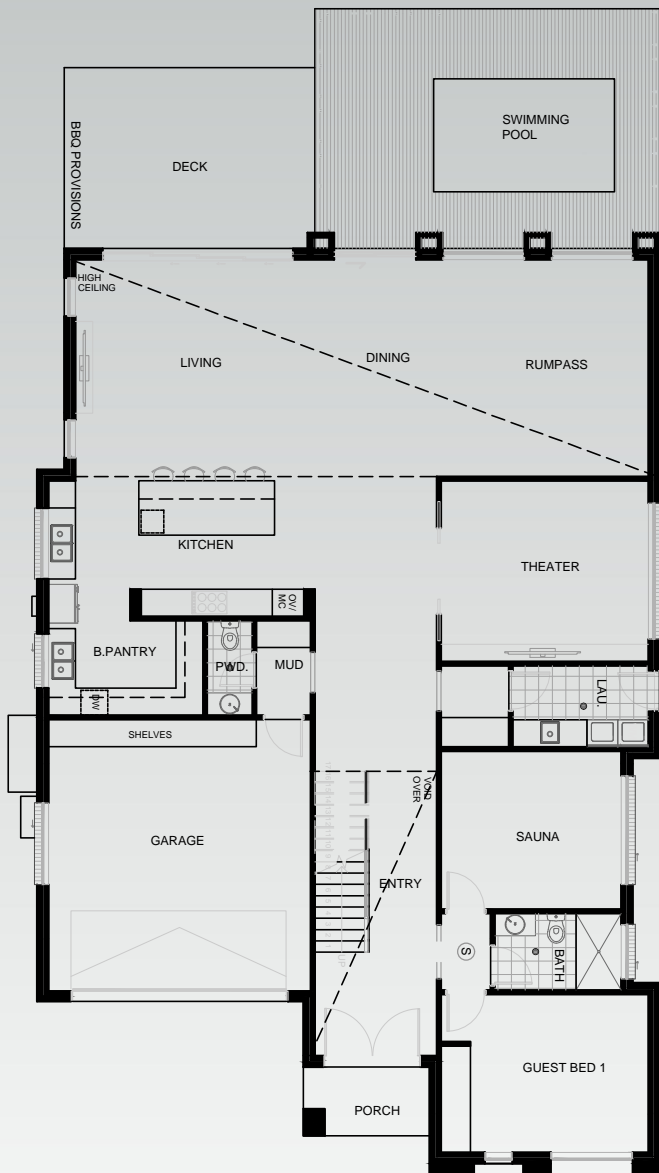 SWIMMING
POOL
BBQ PROVISIONS
DECK
HIGH
CEILING
LIVING
DINING
RUMPASS
KITCHEN
THEATER
OV/
MC
B.PANTRY
PWD.
MUD
LAU.
DW
SHELVES
VOID
OVER
GARAGE
SAUNA
ENTRY
UP
S
BATH
GUEST BED 1
PORCH